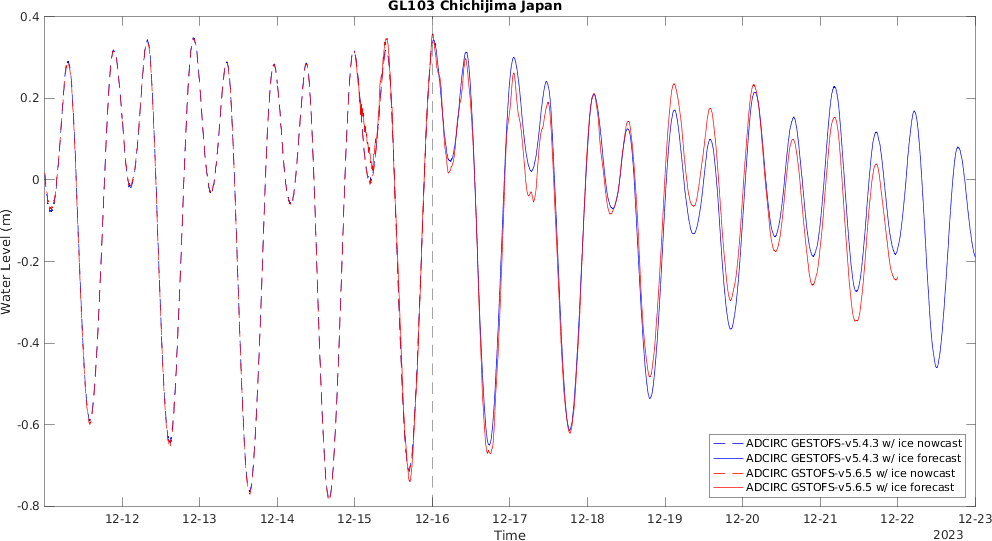 GL103 Chichijima Japan
0.4
0.2
0
-0.2
-0.4
-0.6
-0.8
Water Level (m)
12-12
12-13
12-14
12-15
12-16
12-17
12-18
12-19
12-20
12-21
12-22
12-23
Time
2023
ADCIRC GESTOFS-v5.4.3 w/ ice nowcast
ADCIRC GESTOFS-v5.4.3 w/ ice forecast
ADCIRC GSTOFS-v5.6.5 w/ ice nowcast
ADCIRC GSTOFS-v5.6.5 w/ ice forecast